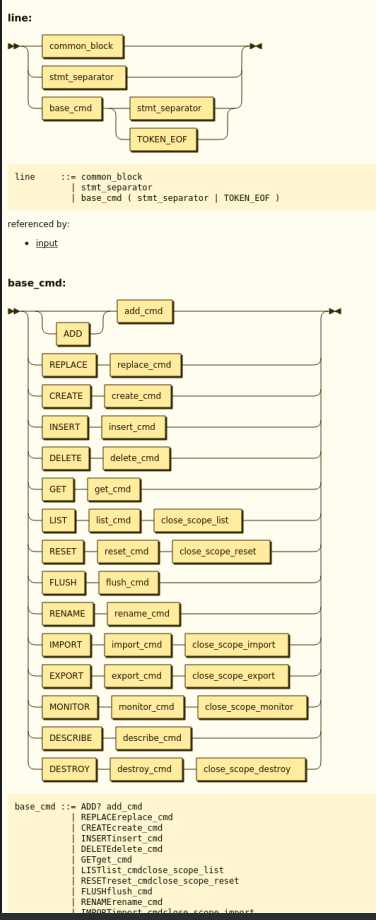 line:
common_block
stmt_separator
base_cmd stmt_separator
TOKEN_EOF
line ::= common_block
| stmt_separator
| base_cmd ( stmt_separator | TOKEN_EOF )
referenced by:
• input
base_cmd:
add_cmd
ADD
REPLACE replace_cmd
CREATE create_cmd
INSERT insert_cmd
DELETE delete_cmd
GET get_cmd
LIST list_cmd close_scope_list
RESET reset_cmd close_scope_reset
FLUSH flush_cmd
RENAME rename_cmd
IMPORT import_cmd close_scope_import
EXPORT export_cmd close_scope_export
MONITOR monitor_cmd close_scope_monitor
DESCRIBE describe_cmd
DESTROY destroy_cmd close_scope_destroy
base_cmd ::= ADD? add_cmd
| REPLACEreplace_cmd
| CREATEcreate_cmd
| INSERTinsert_cmd
| DELETEdelete_cmd
| GETget_cmd
| LISTlist_cmdclose_scope_list
| RESETreset_cmdclose_scope_reset
| FLUSHflush_cmd
| RENAMErename_cmd
| IMPORTimport_cmdclose_scope_import